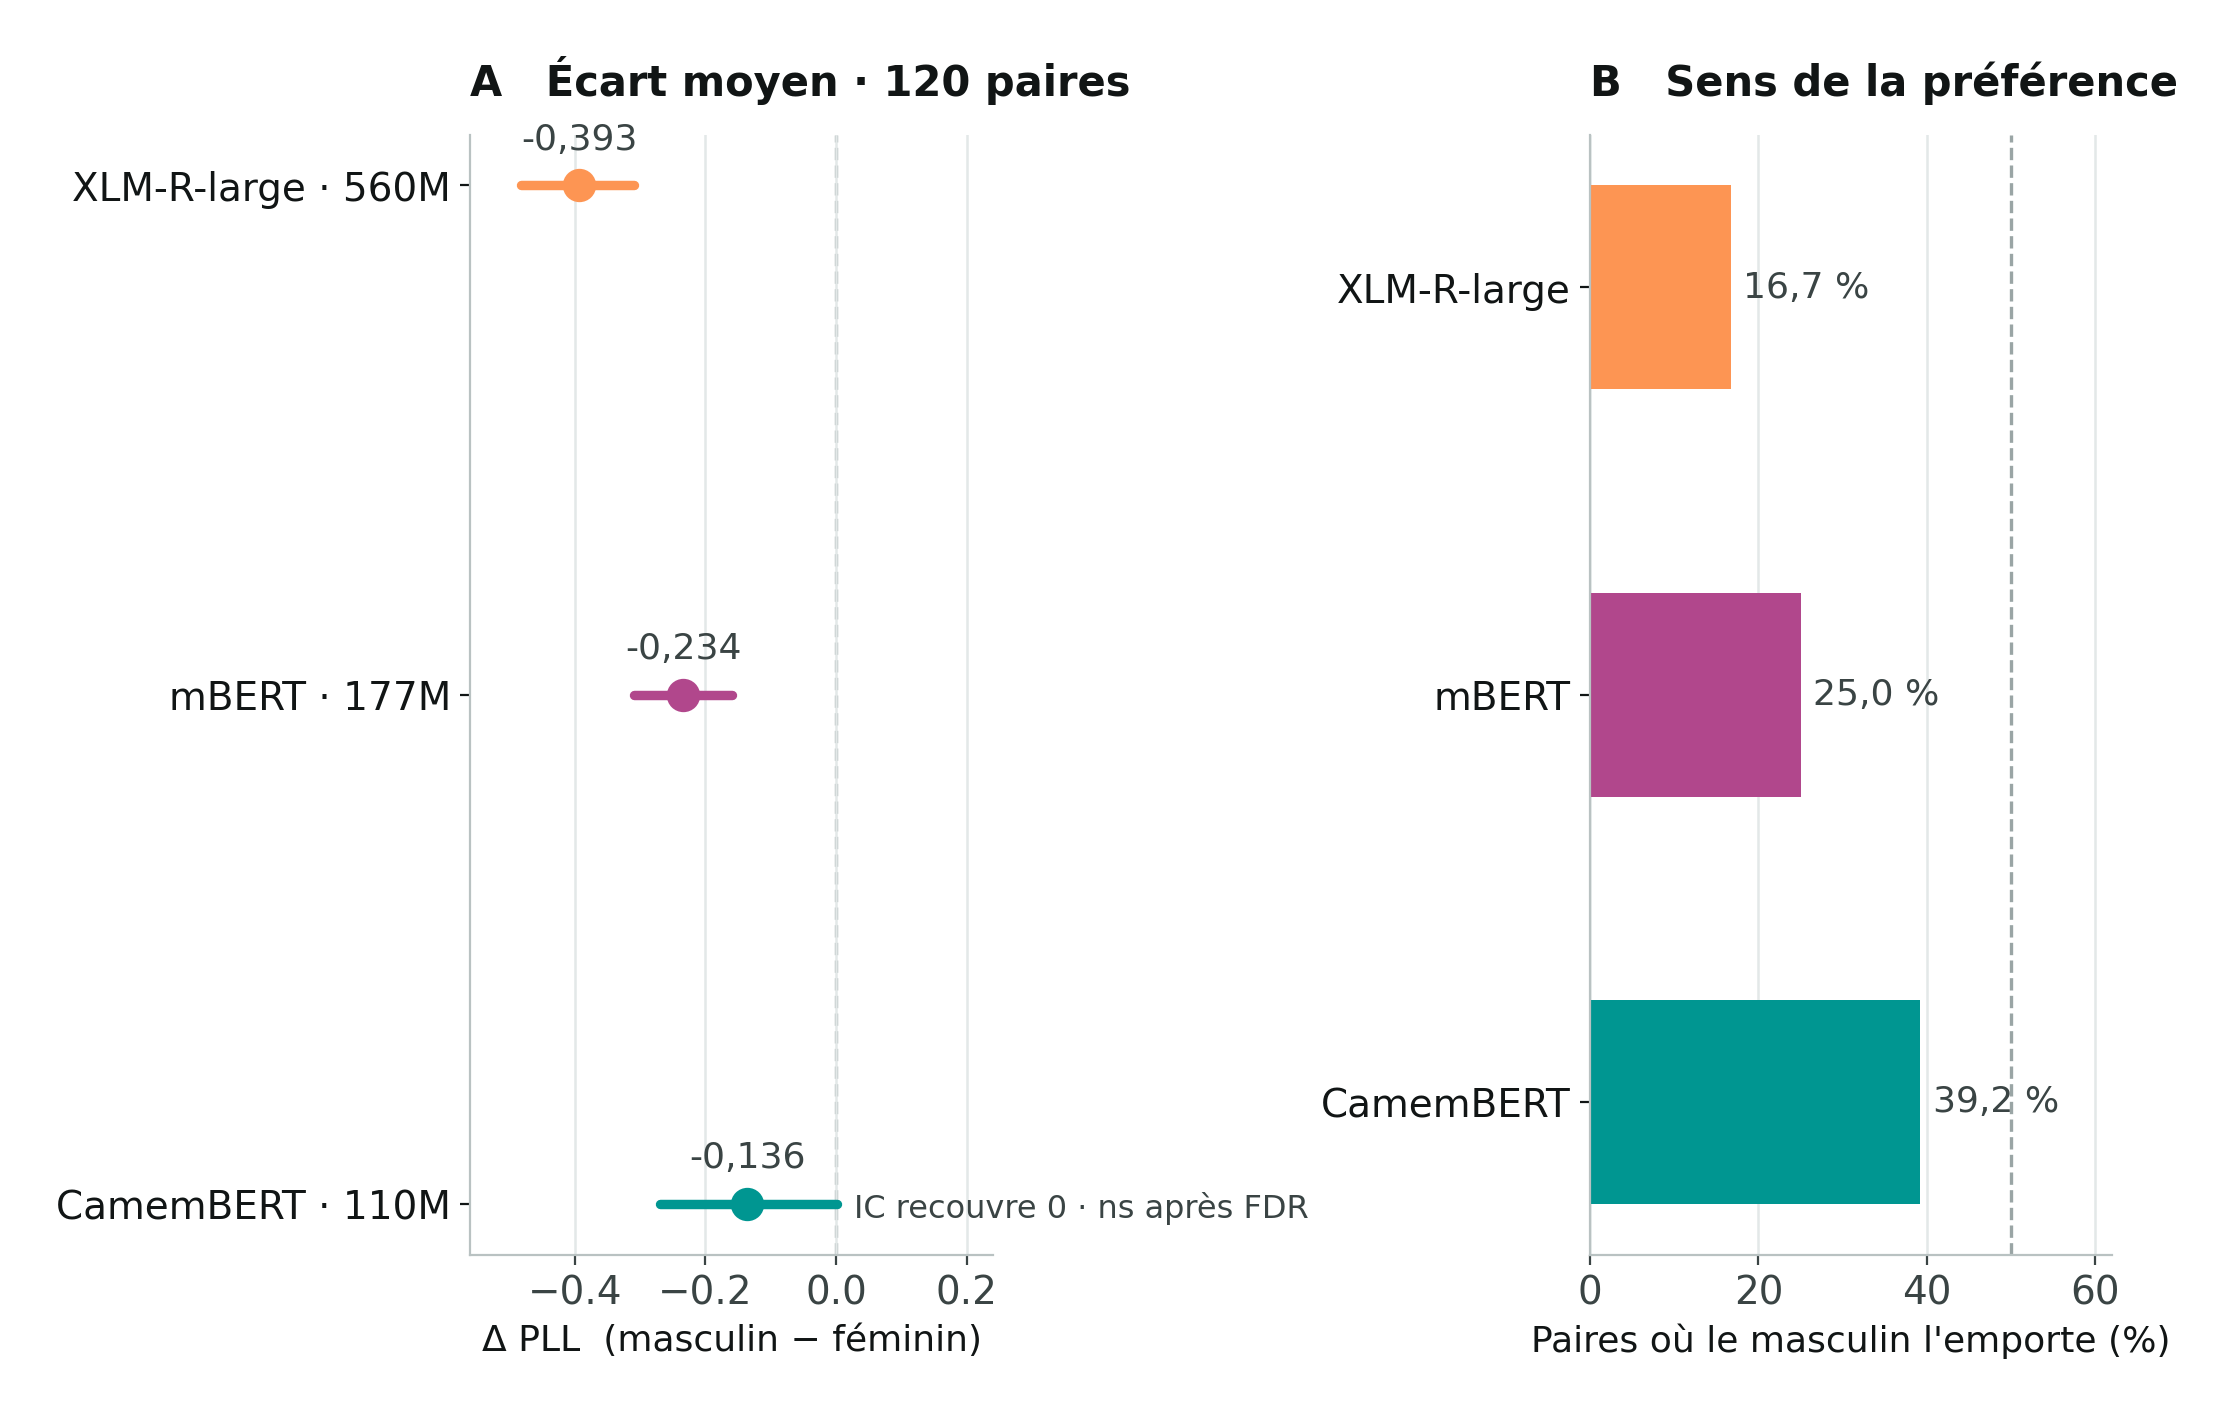 A Écart moyen · 120 paires
-0,393
XLM-R-large · 560M
-0,234
mBERT · 177M
-0,136
CamemBERT · 110M
IC recouvre 0 · ns après FDR
−0.4 −0.2 0.0 0.2
Δ PLL (masculin − féminin)
B Sens de la préférence
XLM-R-large
16,7 %
mBERT
25,0 %
CamemBERT
39,2 %
0 20 40 60
Paires où le masculin l'emporte (%)